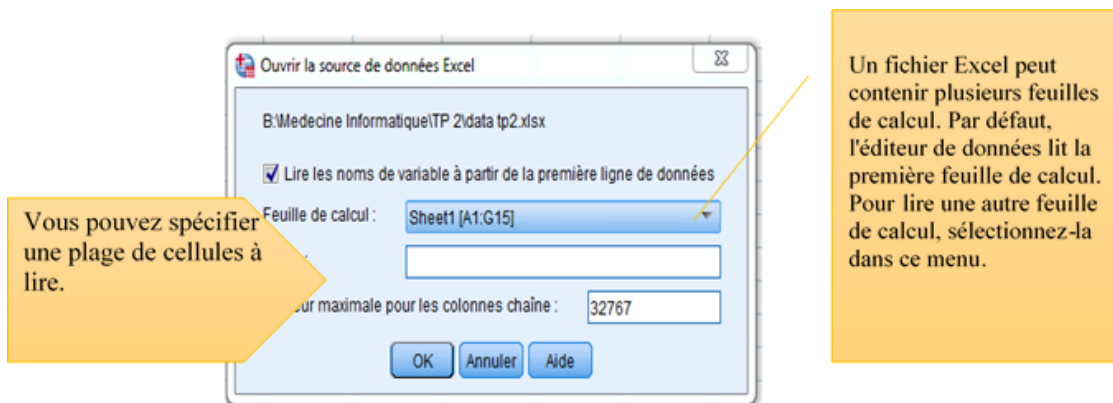 Ouvrir la source de données Excel
B:\Medecine Informatique\TP 2\data tp2.xlsx
Lire les noms de variable à partir de la première ligne de données
Feuille de calcul :
Sheet1 [A1:G15]
maximale pour les colonnes chaîne :
32767
OK
Annuler
Aide
Vous pouvez spécifier
une plage de cellules à
lire.
Un fichier Excel peut
contenir plusieurs feuilles
de calcul. Par défaut,
l'éditeur de données lit la
première feuille de calcul.
Pour lire une autre feuille
de calcul, sélectionnez-la
dans ce menu.